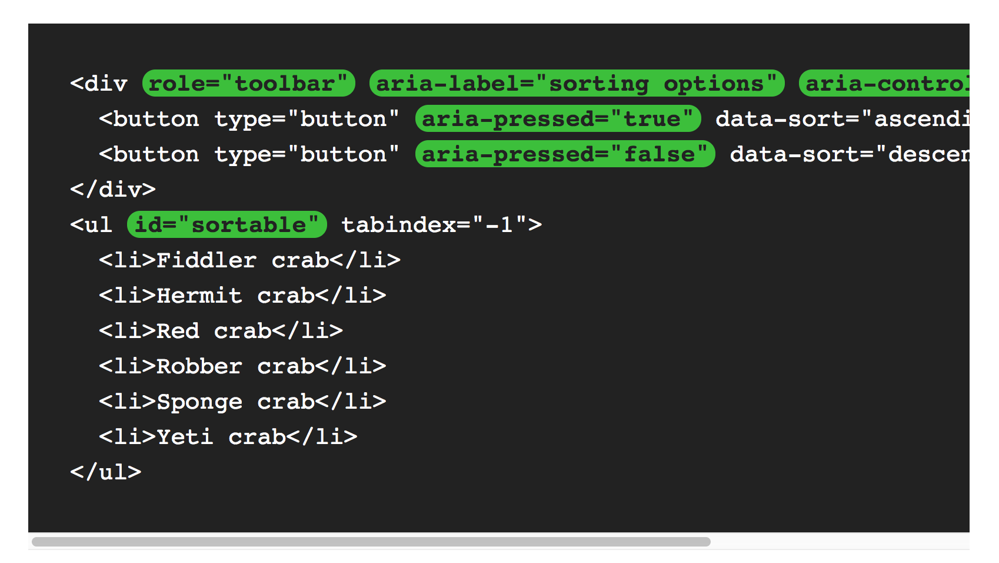 <div role="toolbar" aria-label="sorting options" aria-control
<button type="button" aria-pressed="true" data-sort="ascendi
<button type="button" aria-pressed="false" data-sort="descen
</div>
<ul id="sortable" tabindex="-1">
<li>Fiddler crab</li>
<li>Hermit crab</li>
<li>Red crab</li>
<li>Robber crab</li>
<li>Sponge crab</li>
<li>Yeti crab</li>
</ul>